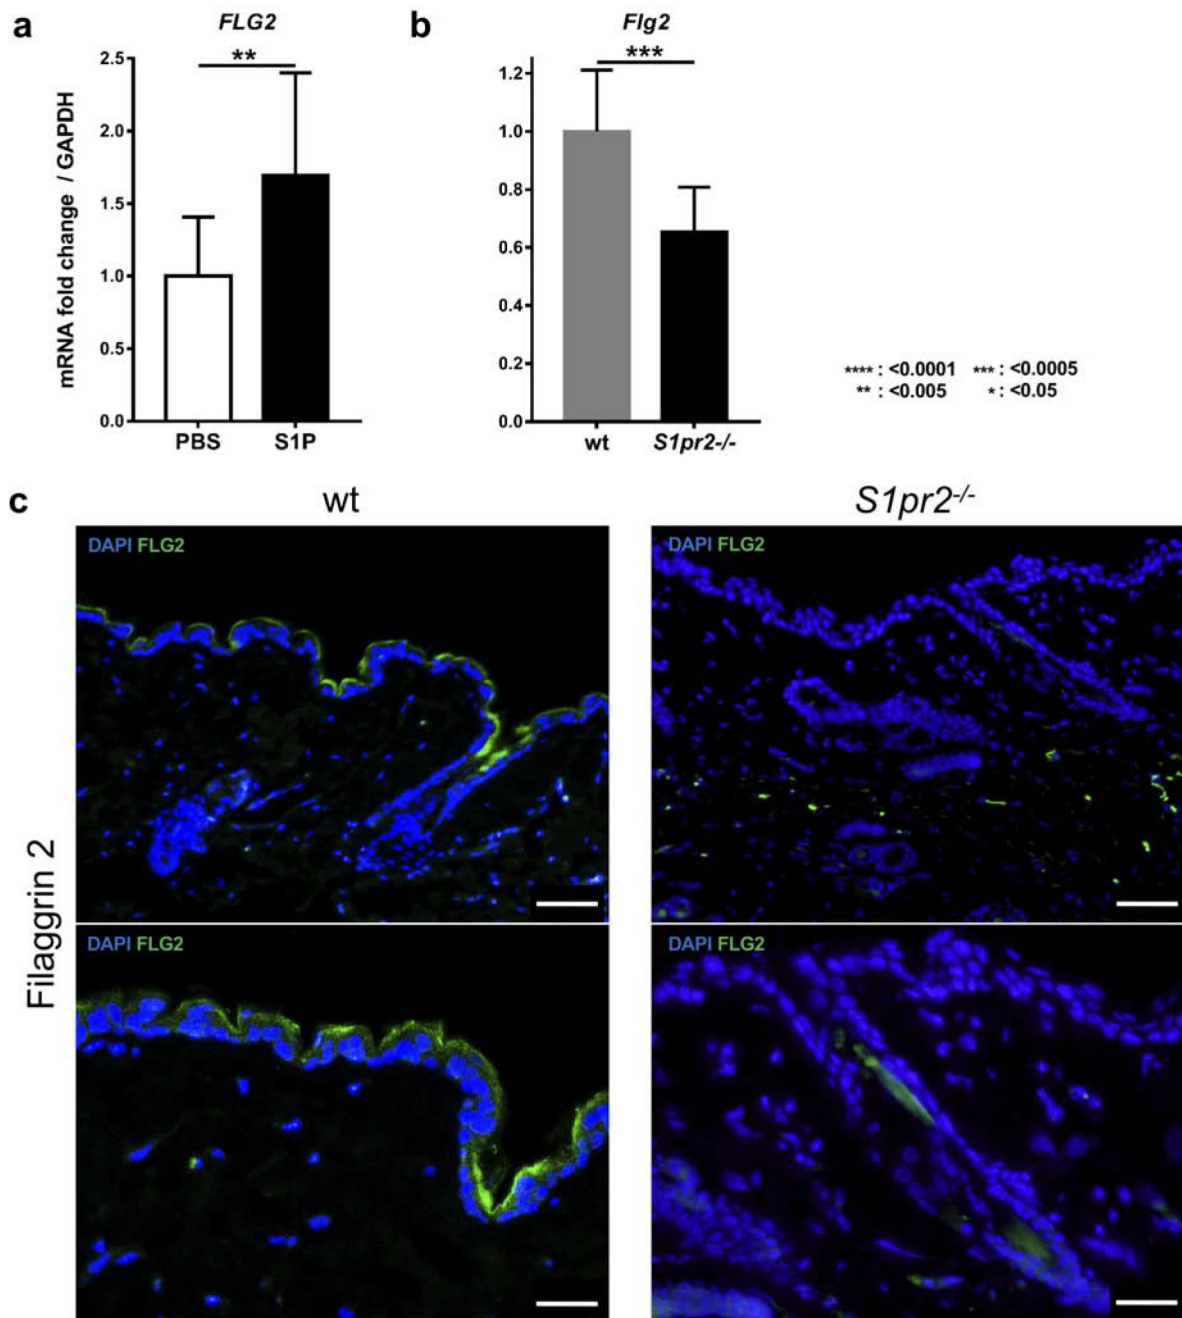 a
FLG2
**
mRNA fold change / GAPDH
2.5
2.0
1.5
1.0
0.5
0.0
PBS S1P
b
Flg2
***
1.2
1.0
0.8
0.6
0.4
0.2
0.0
wt S1pr2-/-
**** : <0.0001 *** : <0.0005
** : <0.005 * : <0.05
c
wt
S1pr2-/-
Filaggrin 2
DAPI FLG2
DAPI FLG2
DAPI FLG2
DAPI FLG2